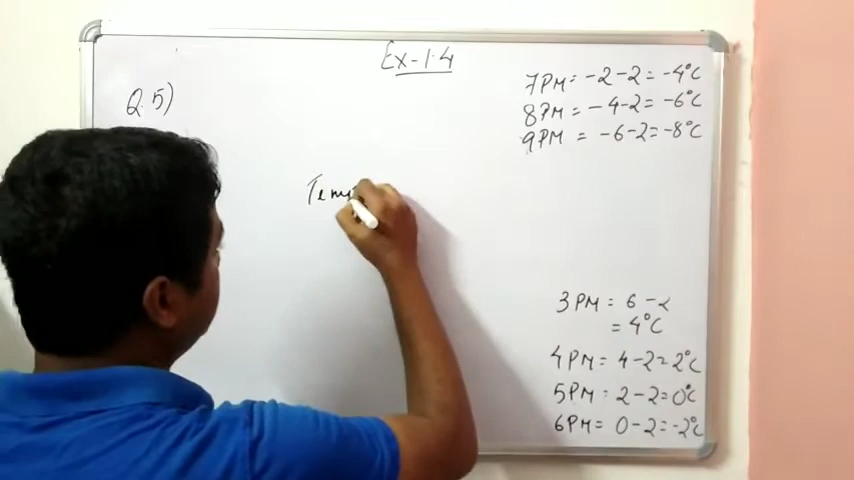 Ex-1.4
Q.5)
7PM = -2-2 = -4°C
8PM = -4-2 = -6°C
9PM = -6-2 = -8°C
Temp
3PM = 6-2
= 4°C
4PM = 4-2 = 2°C
5PM = 2-2 = 0°C
6PM = 0-2 = -2°C